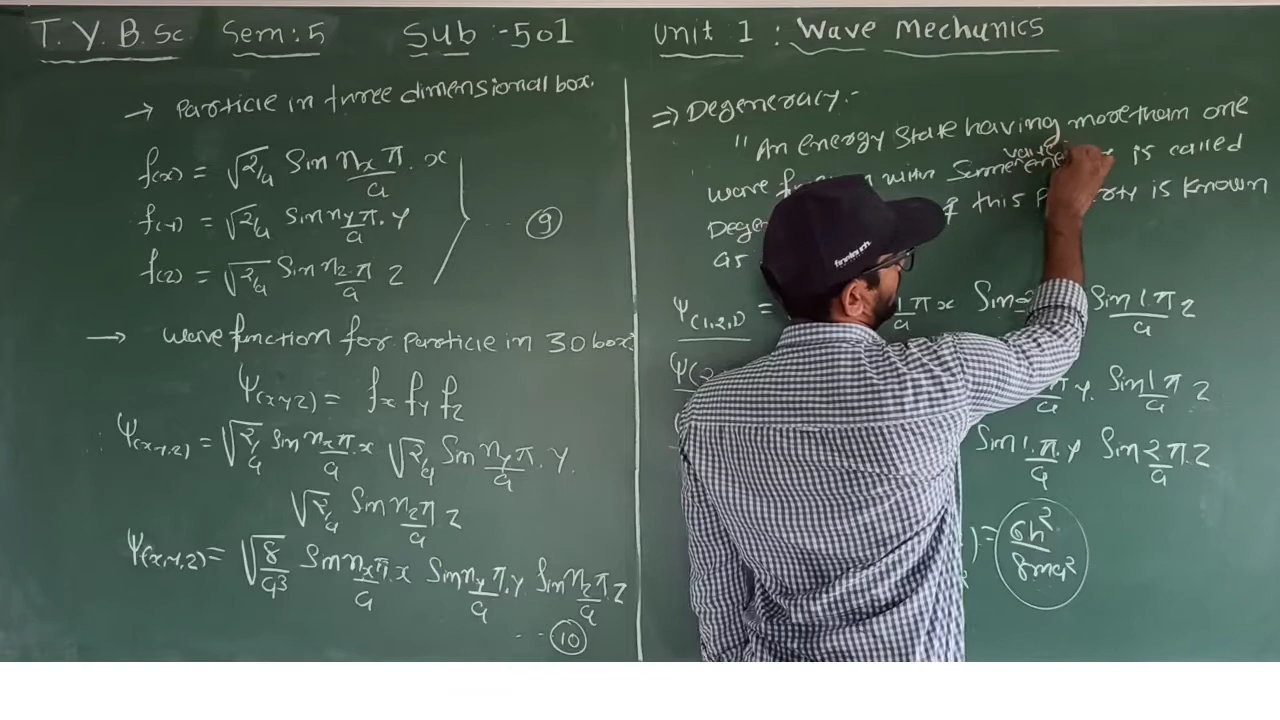 T. Y. B. Sc. Sem: 5 Sub :-501 Unit 1 : Wave Mechanics
→ Particle in three dimensional box.
f(x) = √2/a Sin nxπ/a . x
f(y) = √2/a Sin nyπ/a . y
f(z) = √2/a Sin nzπ/a z
... ⑨
→ wave function for particle in 3D box:
Ψ(xyz) = fx fy fz
∴ Ψ(x,y,z) = √2/a Sin nxπ/a .x √2/a Sin nyπ/a . y.
√2/a Sin nzπ/a z
Ψ(x,y,z) = √8/a³ Sin nxπ/a .x Sin nyπ/a .y Sin nzπ/a z
... ⑩
⇒ Degeneracy:-
"An energy State having more than one
value
wave with is called
this is known
as
Ψ(1,2,1) = 1πx/a Sin Sin 1πz/a
Ψ(2 π/a y. Sin 1π/a z
Sin 1.π/a .y Sin 2π/a .z
) = 6h²/8ma²